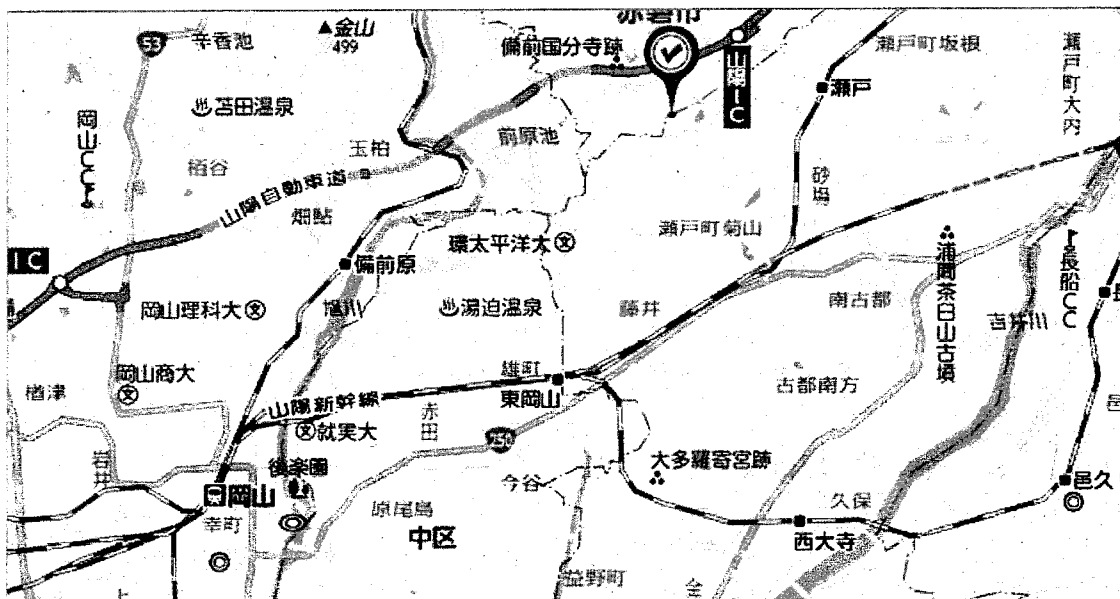 赤磐市
53
辛香池
金山
499
備前国分寺跡
山陽IC
瀬戸町坂根
瀬戸町大内
瀬戸
岡山CC
苫田温泉
玉柏
前原池
栢谷
山陽自動車道
畑鮎
砂場
瀬戸町菊山
環太平洋大
備前原
IC
浦間茶臼山古墳
長船CC
岡山理科大
旭川
湯迫温泉
藤井
南古都
吉井川
長
岡山商大
楢津
雄町
東岡山
古都南方
山陽新幹線
赤田
就実大
250
邑
岩井
後楽園
大多羅寄宮跡
今谷
岡山
幸町
原尾島
中区
久保
邑久
西大寺
益野町
金
上